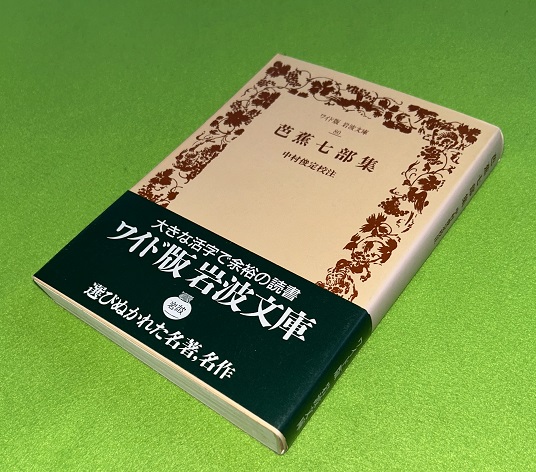 ワイド版 岩波文庫
芭蕉七部集
中村俊定校注
大きな活字で余裕の読書
ワイド版 岩波文庫
岩波
選びぬかれた名著,名作